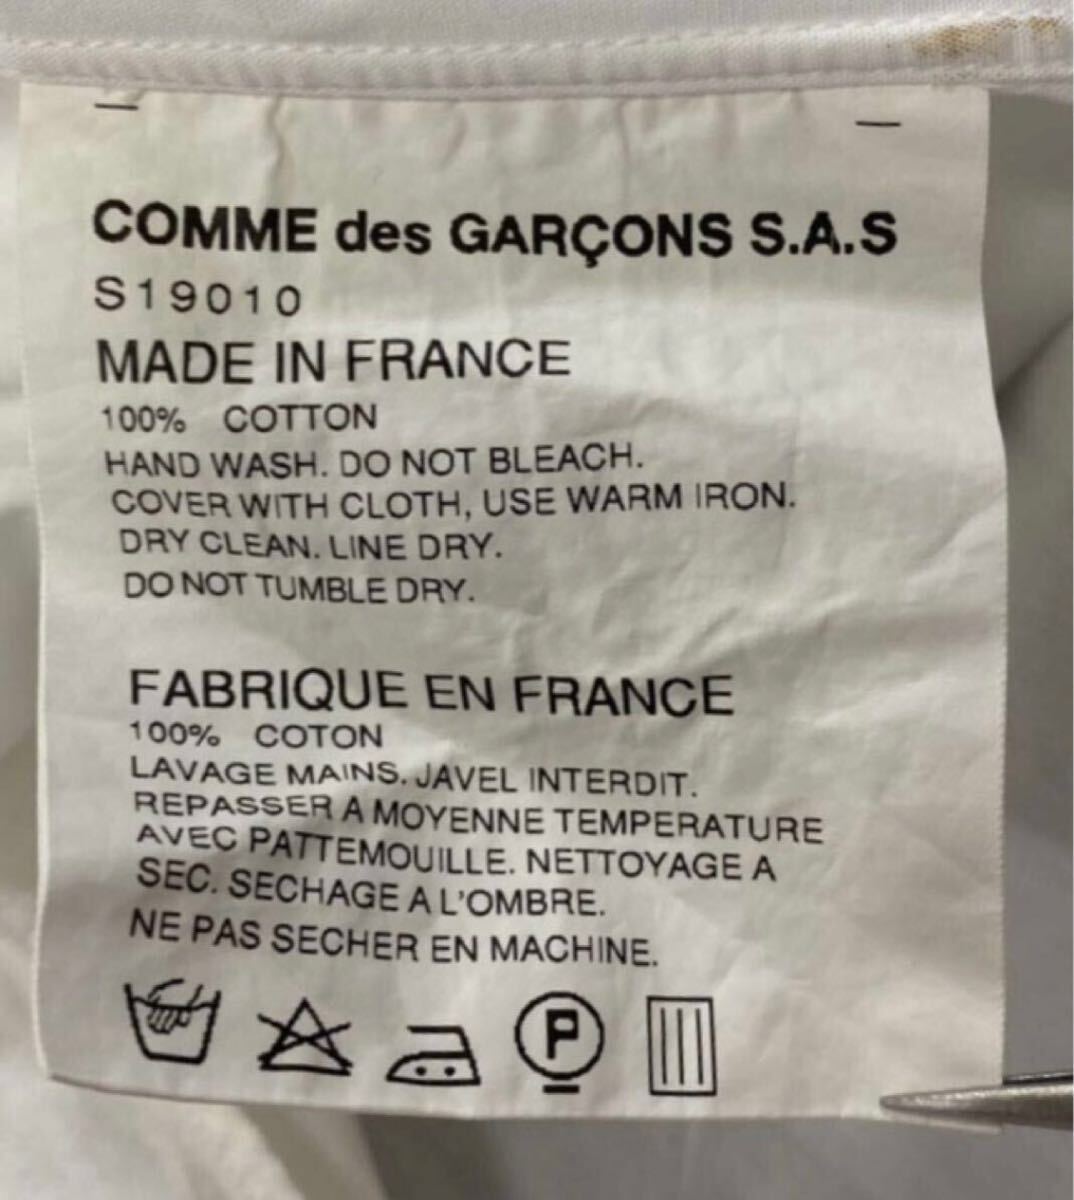 COMME des GARÇONS S.A.S
S19010
MADE IN FRANCE
100% COTTON
HAND WASH. DO NOT BLEACH.
COVER WITH CLOTH, USE WARM IRON.
DRY CLEAN. LINE DRY.
DO NOT TUMBLE DRY.
FABRIQUE EN FRANCE
100% COTON
LAVAGE MAINS. JAVEL INTERDIT.
REPASSER A MOYENNE TEMPERATURE
AVEC PATTEMOUILLE. NETTOYAGE A
SEC. SECHAGE A L'OMBRE.
NE PAS SECHER EN MACHINE.
P